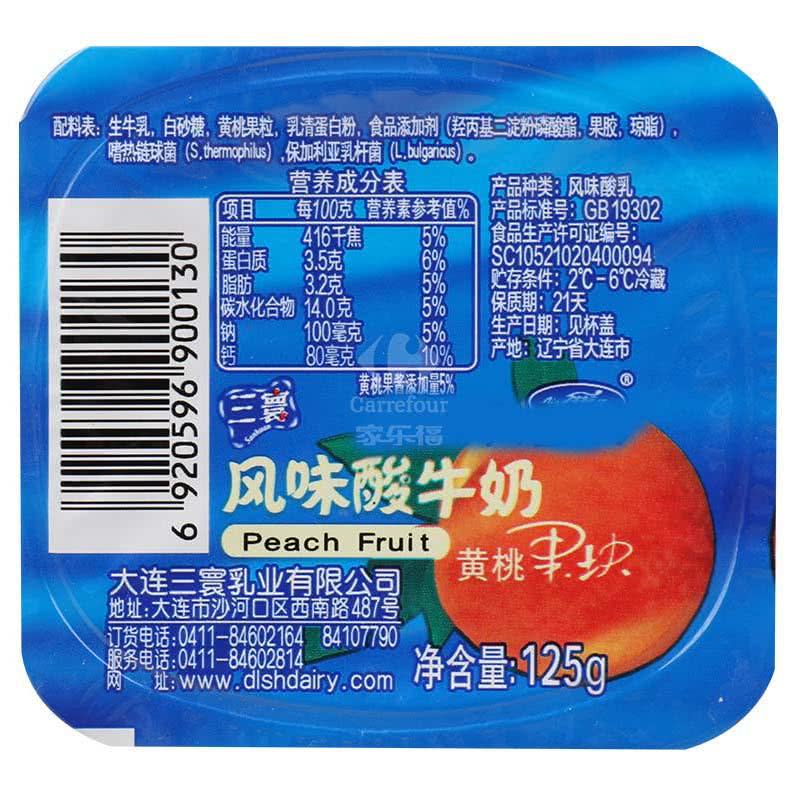 配料表: 生牛乳, 白砂糖, 黄桃果粒, 乳清蛋白粉, 食品添加剂 (羟丙基二淀粉磷酸酯, 果胶, 琼脂),
嗜热链球菌 (S.thermophilus), 保加利亚乳杆菌 (L.bulgaricus)。
营养成分表
项目 每100克 营养素参考值%
能量 416千焦 5%
蛋白质 3.5克 6%
脂肪 3.2克 5%
碳水化合物 14.0克 5%
钠 100毫克 5%
钙 80毫克 10%
黄桃果酱添加量5%
产品种类: 风味酸乳
产品标准号: GB 19302
食品生产许可证编号:
SC10521020400094
贮存条件: 2℃-6℃冷藏
保质期: 21天
生产日期: 见杯盖
产地: 辽宁省大连市
6 920596 900130
三寰
Sanhuan
®
Carrefour
家乐福
风味酸牛奶
Peach Fruit
黄桃果块
大连三寰乳业有限公司
地址: 大连市沙河口区西南路487号
订货电话: 0411-84602164 84107790
服务电话: 0411-84602814
网 址: www.dlshdairy.com
净含量: 125g